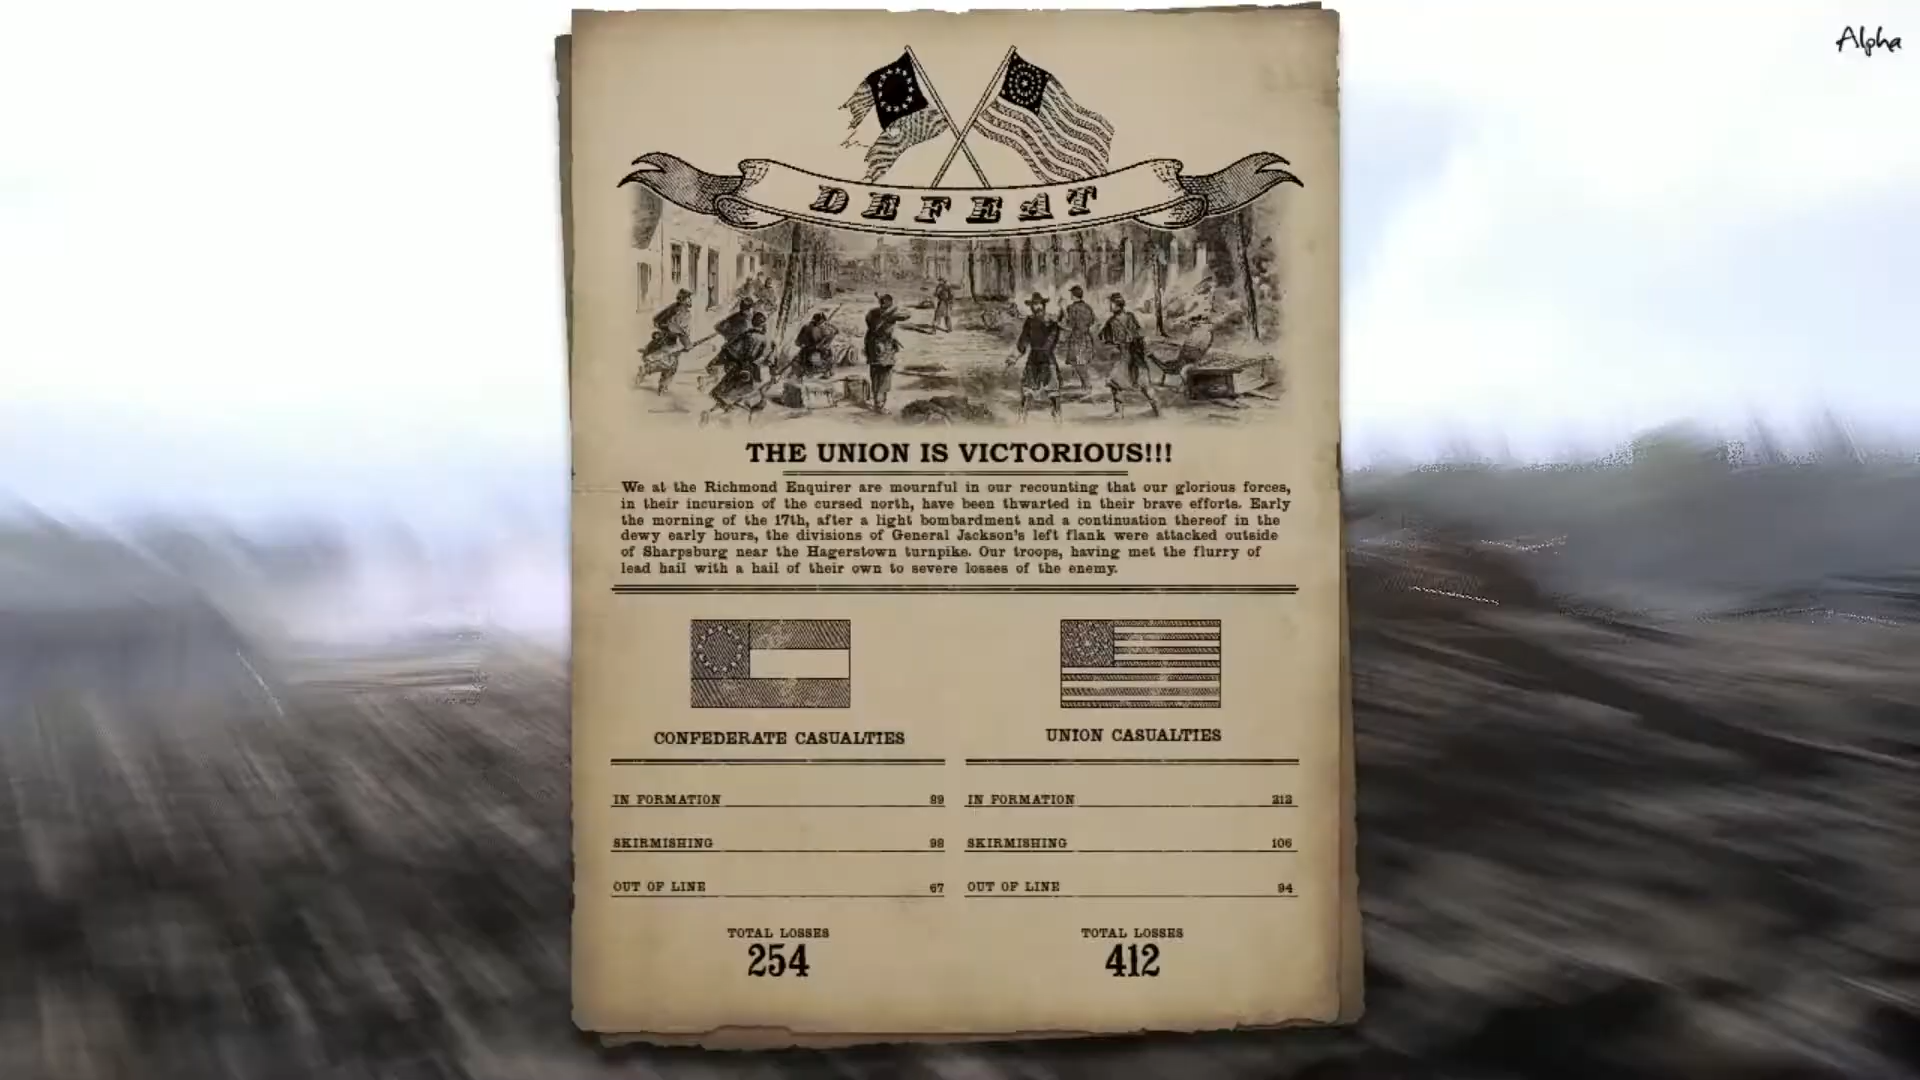 Alpha
DEFEAT
THE UNION IS VICTORIOUS!!!
We at the Richmond Enquirer are mournful in our recounting that our glorious forces,
in their incursion of the cursed north, have been thwarted in their brave efforts. Early
the morning of the 17th, after a light bombardment and a continuation thereof in the
dewy early hours, the divisions of General Jackson's left flank were attacked outside
of Sharpsburg near the Hagerstown turnpike. Our troops, having met the flurry of
lead hail with a hail of their own to severe losses of the enemy.
CONFEDERATE CASUALTIES
IN FORMATION 89
SKIRMISHING 98
OUT OF LINE 67
TOTAL LOSSES
254
UNION CASUALTIES
IN FORMATION 212
SKIRMISHING 106
OUT OF LINE 94
TOTAL LOSSES
412